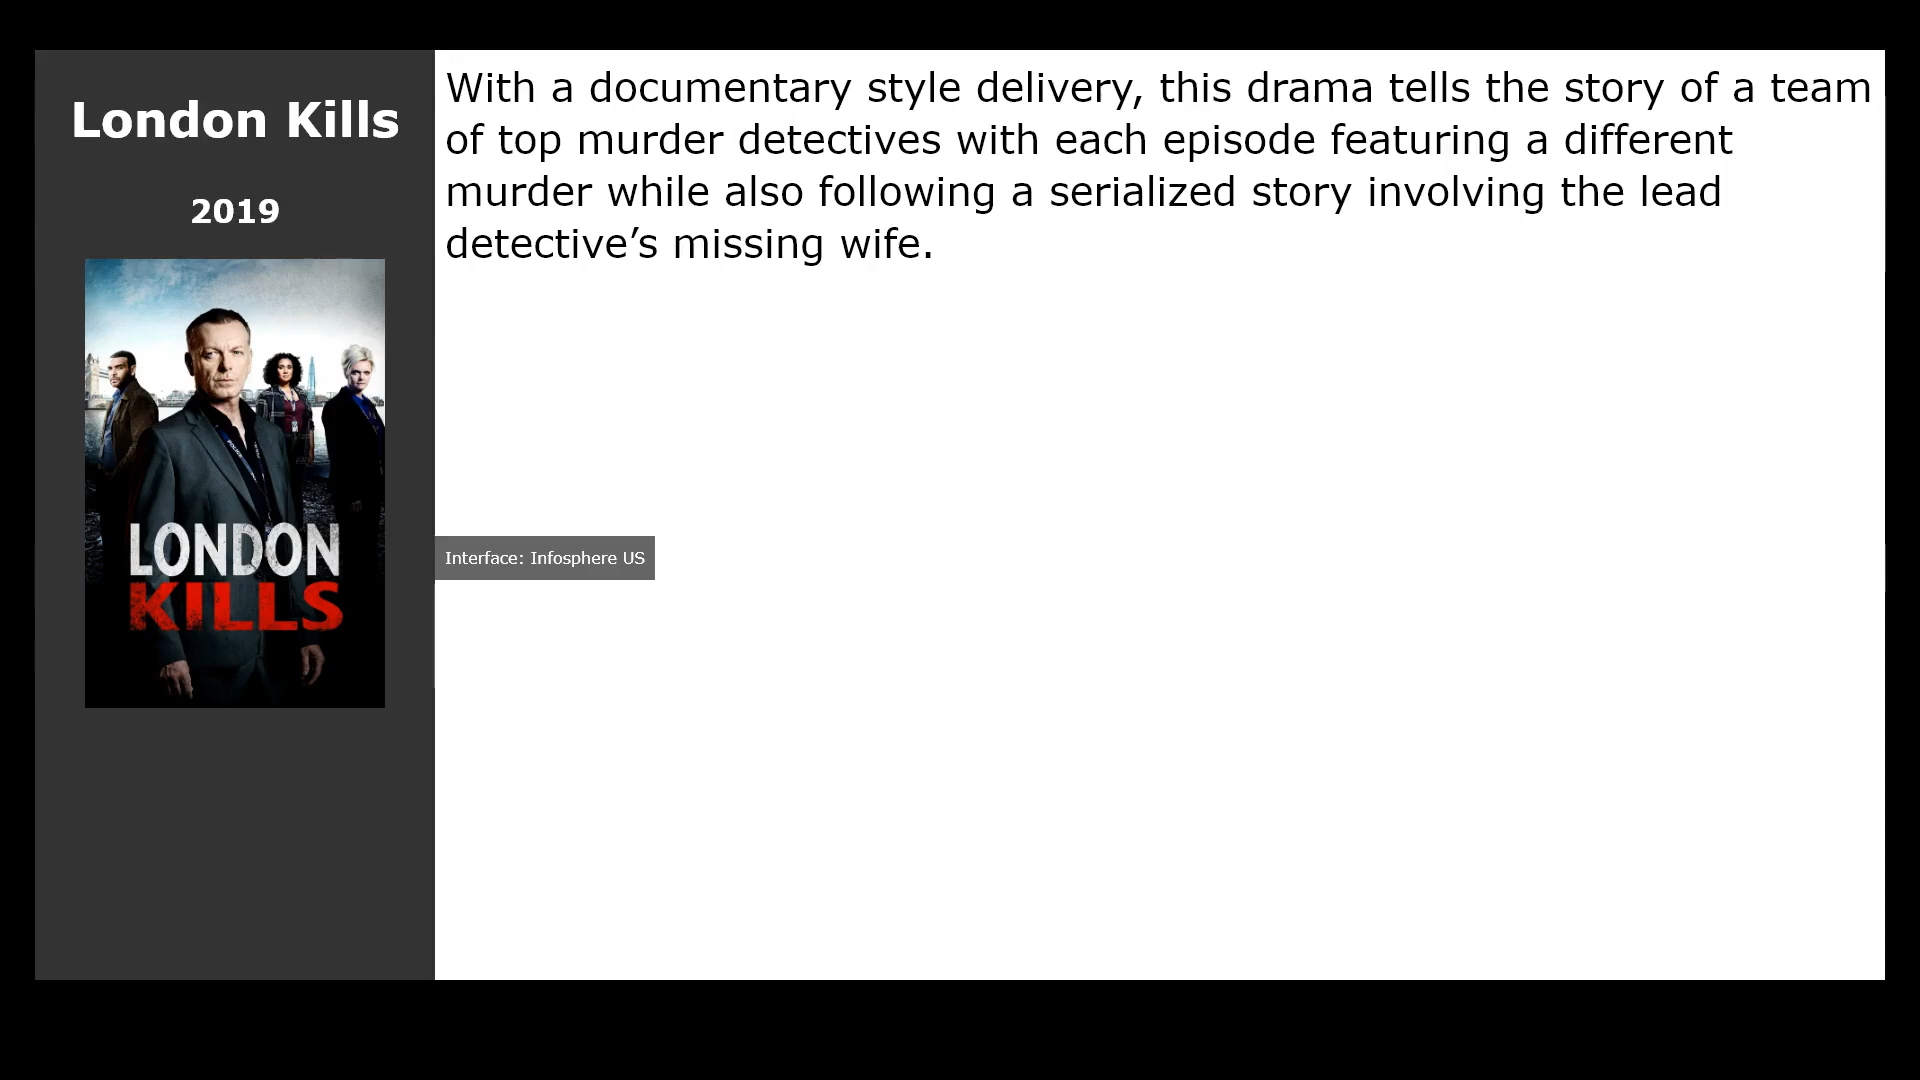 London Kills
2019
LONDON
KILLS
With a documentary style delivery, this drama tells the story of a team
of top murder detectives with each episode featuring a different
murder while also following a serialized story involving the lead
detective’s missing wife.
Interface: Infosphere US